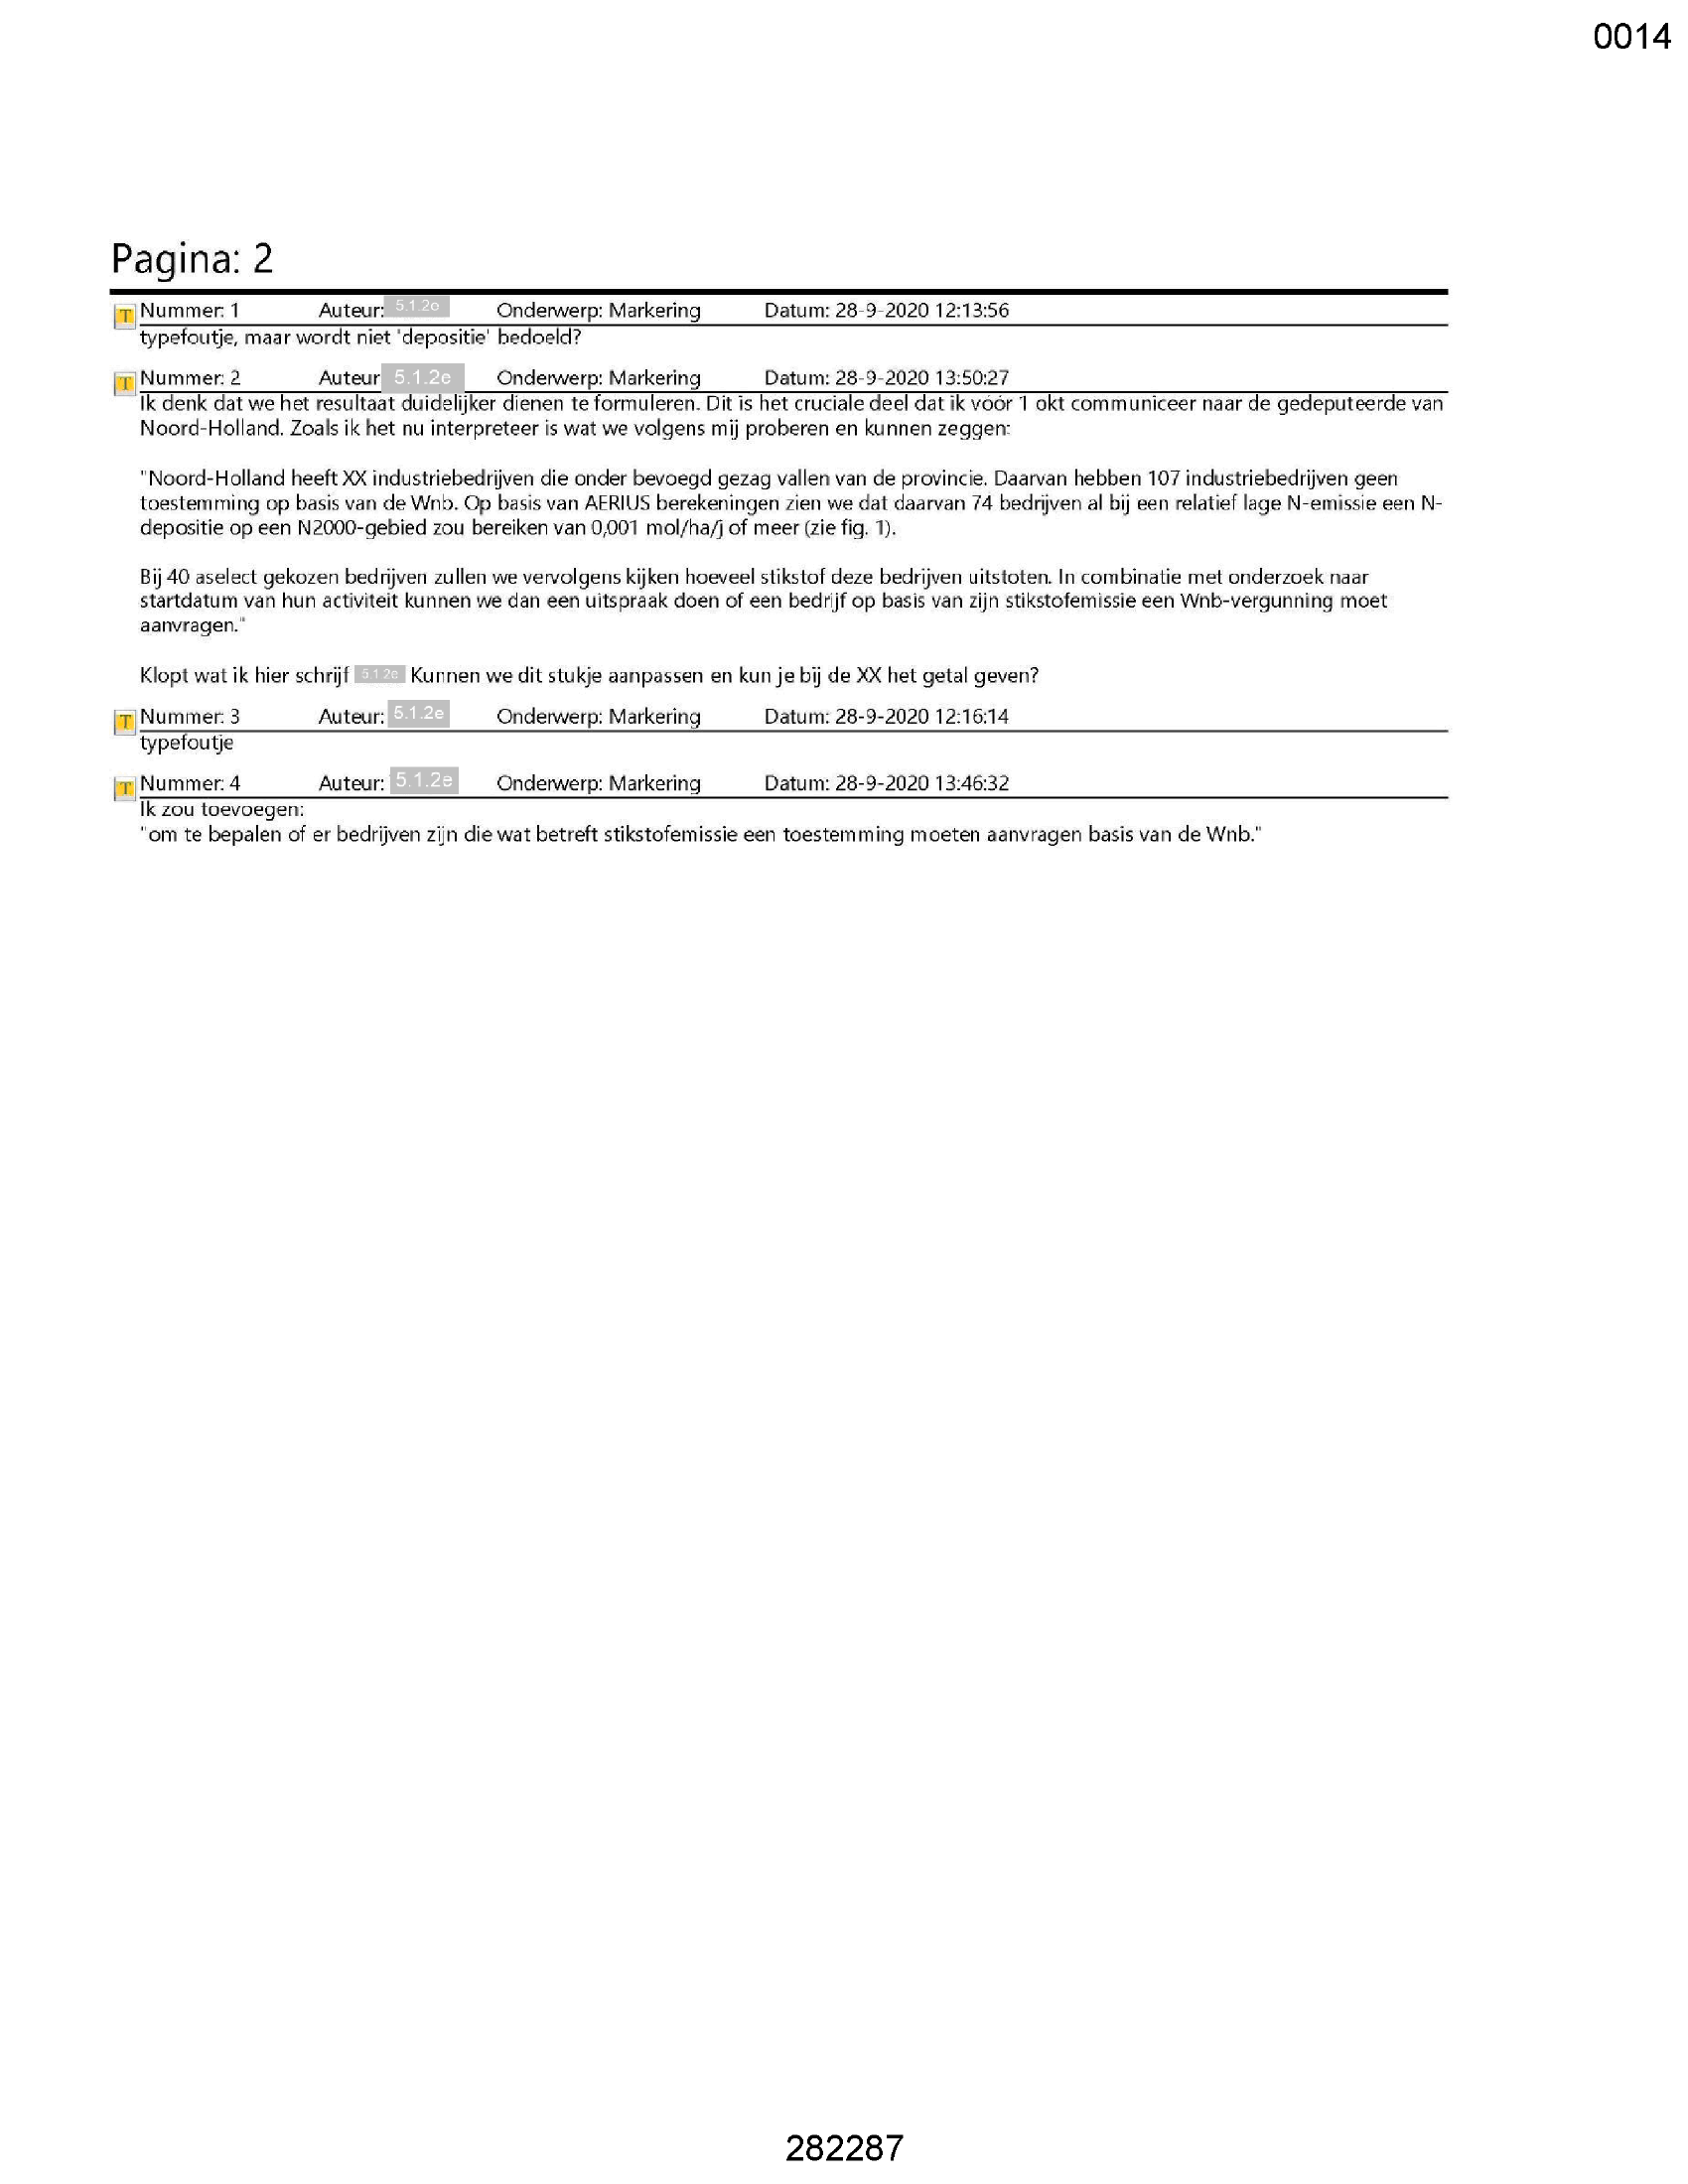 0014
Pagina: 2
T Nummer: 1 Auteur: 5.1.2e Onderwerp: Markering Datum: 28-9-2020 12:13:56
typefoutje, maar wordt niet 'depositie' bedoeld?
T Nummer: 2 Auteur 5.1.2e Onderwerp: Markering Datum: 28-9-2020 13:50:27
Ik denk dat we het resultaat duidelijker dienen te formuleren. Dit is het cruciale deel dat ik vóór 1 okt communiceer naar de gedeputeerde van
Noord-Holland. Zoals ik het nu interpreteer is wat we volgens mij proberen en kunnen zeggen:
"Noord-Holland heeft XX industriebedrijven die onder bevoegd gezag vallen van de provincie. Daarvan hebben 107 industriebedrijven geen
toestemming op basis van de Wnb. Op basis van AERIUS berekeningen zien we dat daarvan 74 bedrijven al bij een relatief lage N-emissie een N-
depositie op een N2000-gebied zou bereiken van 0,001 mol/ha/j of meer (zie fig. 1).
Bij 40 aselect gekozen bedrijven zullen we vervolgens kijken hoeveel stikstof deze bedrijven uitstoten. In combinatie met onderzoek naar
startdatum van hun activiteit kunnen we dan een uitspraak doen of een bedrijf op basis van zijn stikstofemissie een Wnb-vergunning moet
aanvragen."
Klopt wat ik hier schrijf 5.1.2e Kunnen we dit stukje aanpassen en kun je bij de XX het getal geven?
T Nummer: 3 Auteur: 5.1.2e Onderwerp: Markering Datum: 28-9-2020 12:16:14
typefoutje
T Nummer: 4 Auteur: 5.1.2e Onderwerp: Markering Datum: 28-9-2020 13:46:32
Ik zou toevoegen:
"om te bepalen of er bedrijven zijn die wat betreft stikstofemissie een toestemming moeten aanvragen basis van de Wnb."
282287